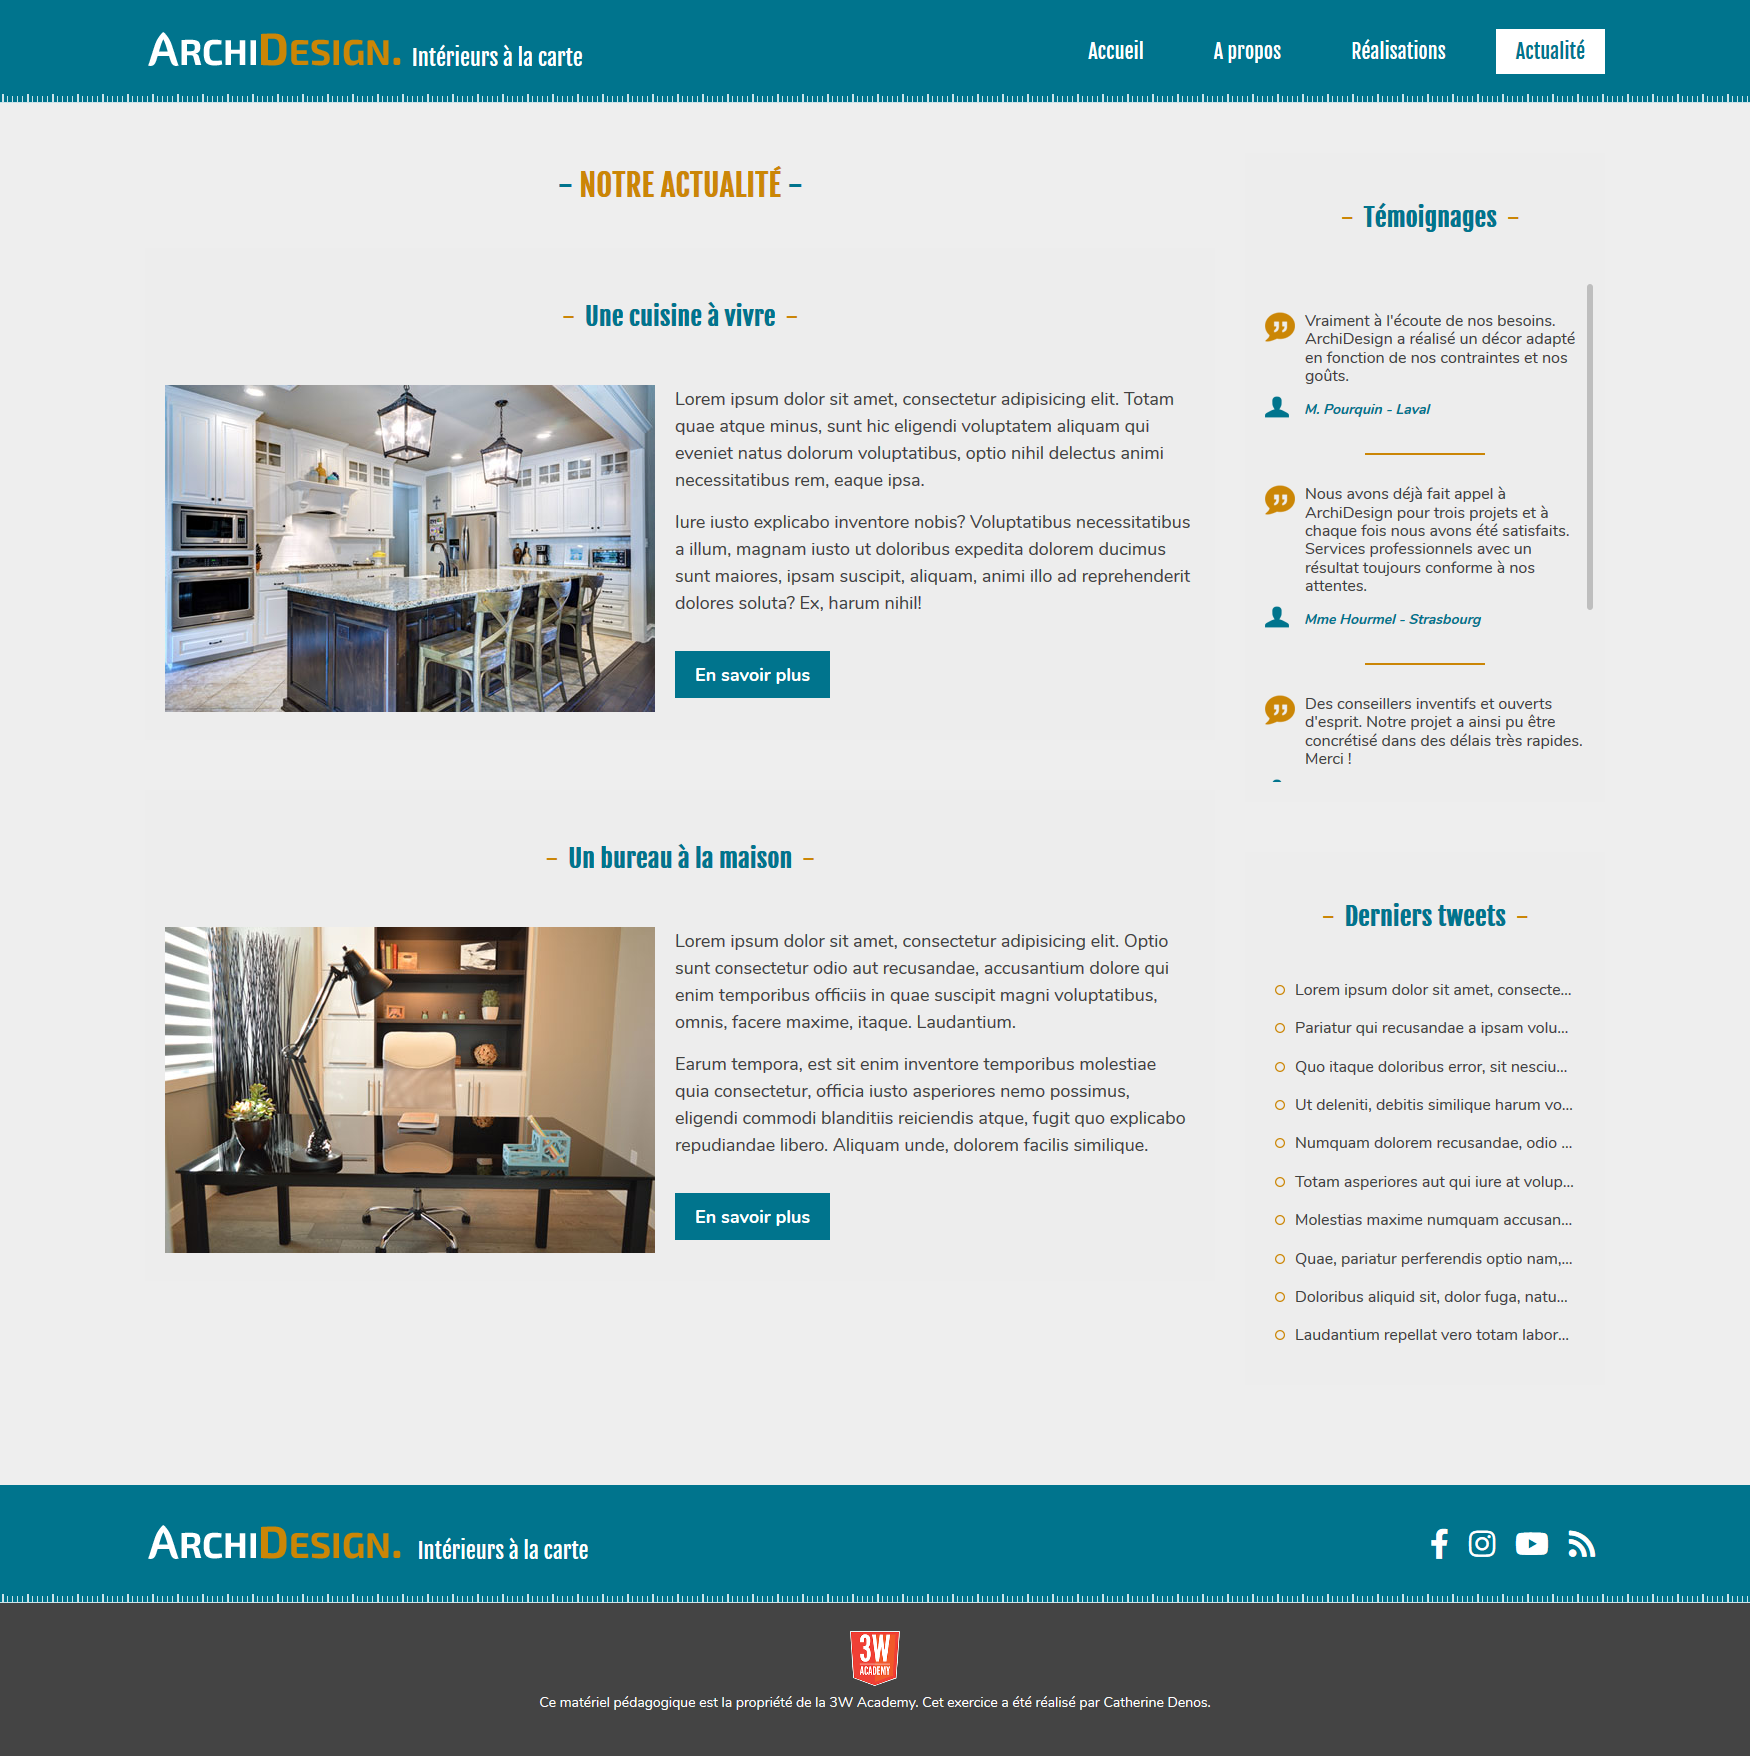 ARCHIDESIGN. Intérieurs à la carte
Accueil
A propos
Réalisations
Actualité
– NOTRE ACTUALITÉ –
– Une cuisine à vivre –
Lorem ipsum dolor sit amet, consectetur adipisicing elit. Totam
quae atque minus, sunt hic eligendi voluptatem aliquam qui
eveniet natus dolorum voluptatibus, optio nihil delectus animi
necessitatibus rem, eaque ipsa.
Iure iusto explicabo inventore nobis? Voluptatibus necessitatibus
a illum, magnam iusto ut doloribus expedita dolorem ducimus
sunt maiores, ipsam suscipit, aliquam, animi illo ad reprehenderit
dolores soluta? Ex, harum nihil!
En savoir plus
– Un bureau à la maison –
Lorem ipsum dolor sit amet, consectetur adipisicing elit. Optio
sunt consectetur odio aut recusandae, accusantium dolore qui
enim temporibus officiis in quae suscipit magni voluptatibus,
omnis, facere maxime, itaque. Laudantium.
Earum tempora, est sit enim inventore temporibus molestiae
quia consectetur, officia iusto asperiores nemo possimus,
eligendi commodi blanditiis reiciendis atque, fugit quo explicabo
repudiandae libero. Aliquam unde, dolorem facilis similique.
En savoir plus
– Témoignages –
Vraiment à l'écoute de nos besoins.
ArchiDesign a réalisé un décor adapté
en fonction de nos contraintes et nos
goûts.
M. Pourquin - Laval
Nous avons déjà fait appel à
ArchiDesign pour trois projets et à
chaque fois nous avons été satisfaits.
Services professionnels avec un
résultat toujours conforme à nos
attentes.
Mme Hourmel - Strasbourg
Des conseillers inventifs et ouverts
d'esprit. Notre projet a ainsi pu être
concrétisé dans des délais très rapides.
Merci !
– Derniers tweets –
Lorem ipsum dolor sit amet, consecte...
Pariatur qui recusandae a ipsam volu...
Quo itaque doloribus error, sit nesciu...
Ut deleniti, debitis similique harum vo...
Numquam dolorem recusandae, odio ...
Totam asperiores aut qui iure at volup...
Molestias maxime numquam accusan...
Quae, pariatur perferendis optio nam,...
Doloribus aliquid sit, dolor fuga, natu...
Laudantium repellat vero totam labor...
ARCHIDESIGN. Intérieurs à la carte
3W
ACADEMY
Ce matériel pédagogique est la propriété de la 3W Academy. Cet exercice a été réalisé par Catherine Denos.